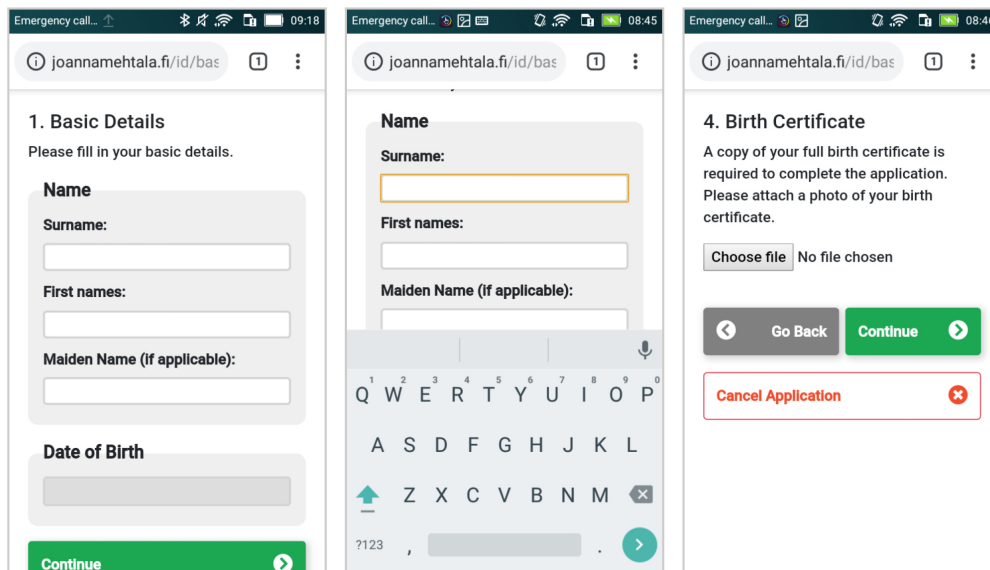 Emergency call... 09:18
joannamehtala.fi/id/bas 1
1. Basic Details
Please fill in your basic details.
Name
Surname:
First names:
Maiden Name (if applicable):
Date of Birth
Continue
Emergency call... 08:45
joannamehtala.fi/id/bas 1
Name
Surname:
First names:
Maiden Name (if applicable):
1 2 3 4 5 6 7 8 9 0
Q W E R T Y U I O P
A S D F G H J K L
Z X C V B N M
?123 , .
Emergency call...
joannamehtala.fi/id/bas 1
4. Birth Certificate
A copy of your full birth certificate is
required to complete the application.
Please attach a photo of your birth
certificate.
Choose file No file chosen
Go Back Continue
Cancel Application